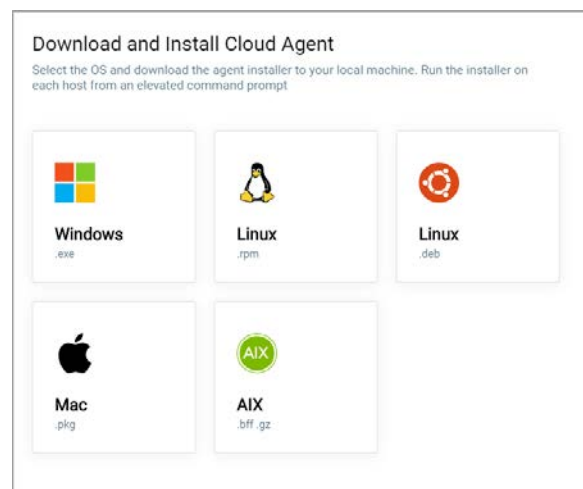 Download and Install Cloud Agent
Select the OS and download the agent installer to your local machine. Run the installer on
each host from an elevated command prompt
Windows
.exe
Linux
.rpm
Linux
.deb
Mac
.pkg
AIX
AIX
.bff .gz